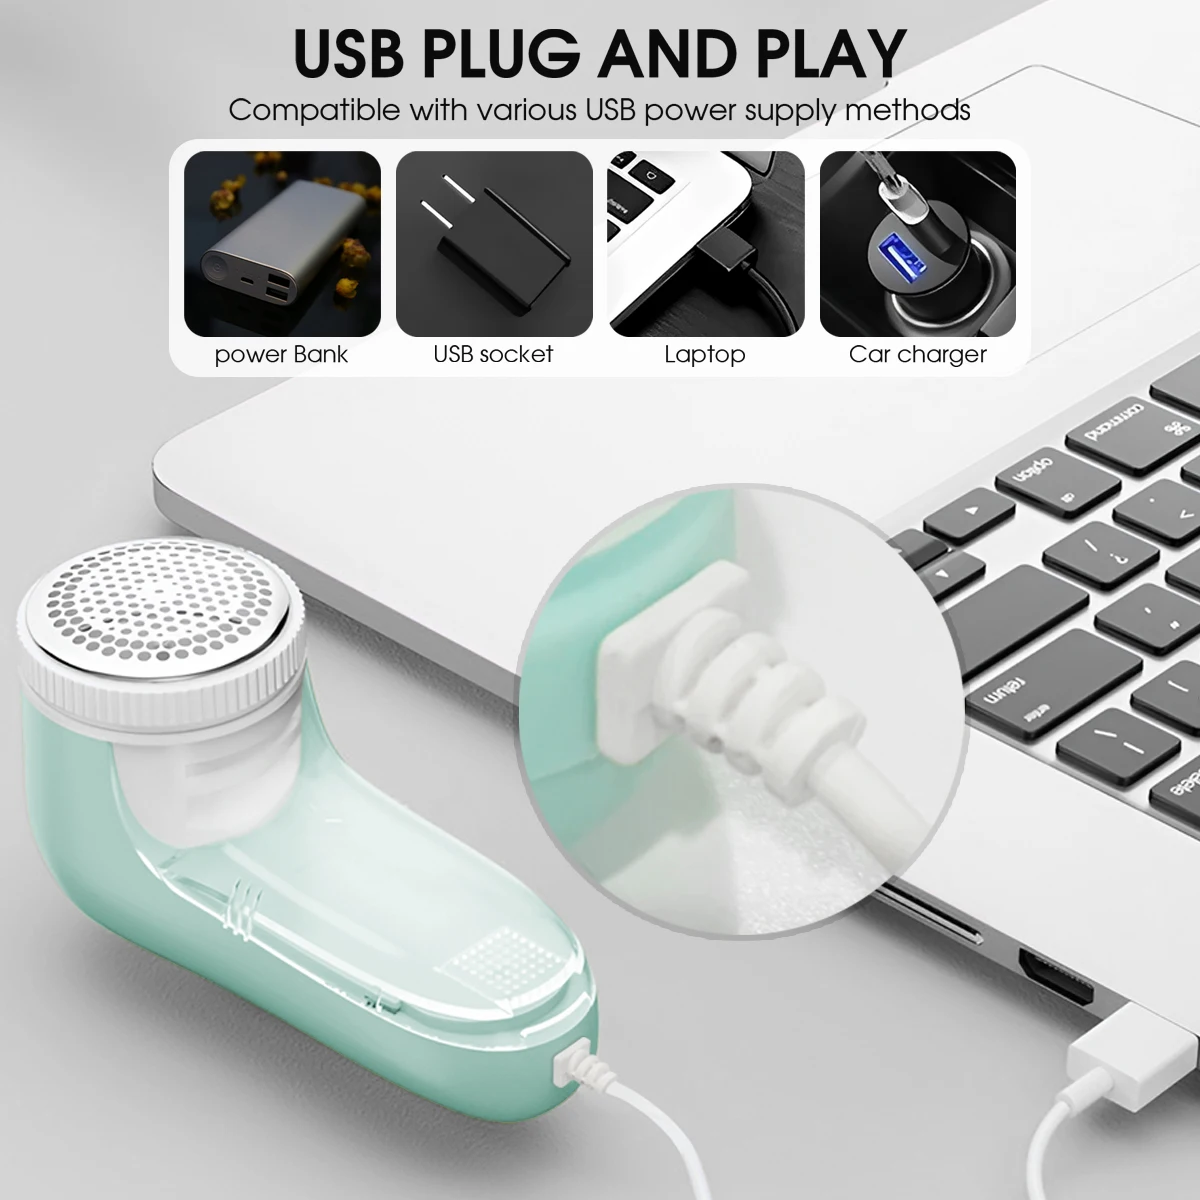 USB PLUG AND PLAY
Compatible with various USB power supply methods
power Bank
USB socket
Laptop
Car charger
command
option
alt
return
enter
delete